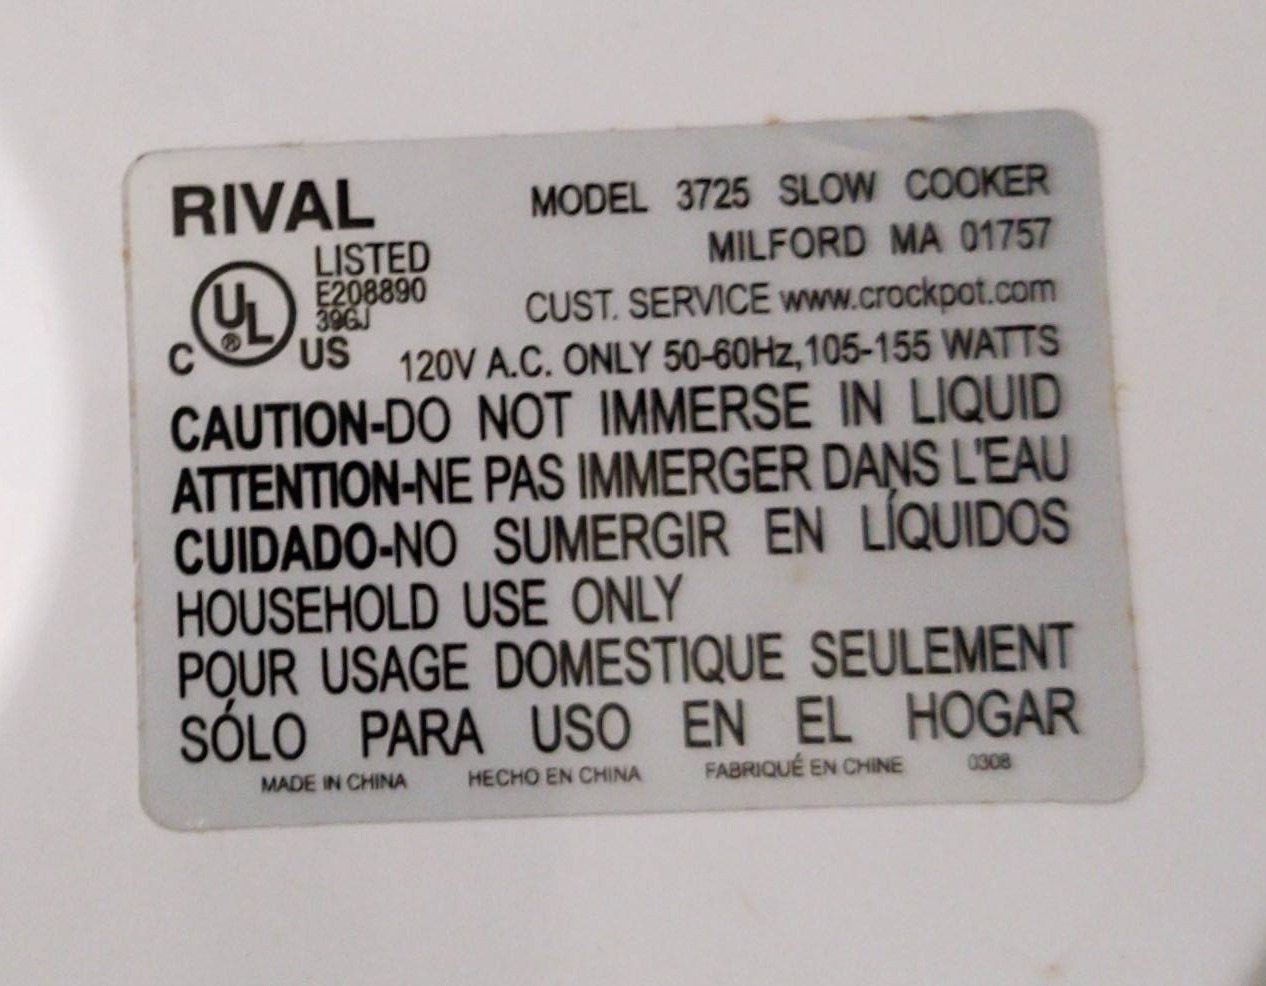 RIVAL
MODEL 3725 SLOW COOKER
MILFORD MA 01757
LISTED
E208890
39GJ
UL
®
C US
CUST. SERVICE www.crockpot.com
120V A.C. ONLY 50-60Hz,105-155 WATTS
CAUTION-DO NOT IMMERSE IN LIQUID
ATTENTION-NE PAS IMMERGER DANS L'EAU
CUIDADO-NO SUMERGIR EN LÍQUIDOS
HOUSEHOLD USE ONLY
POUR USAGE DOMESTIQUE SEULEMENT
SÓLO PARA USO EN EL HOGAR
MADE IN CHINA HECHO EN CHINA FABRIQUÉ EN CHINE 0308